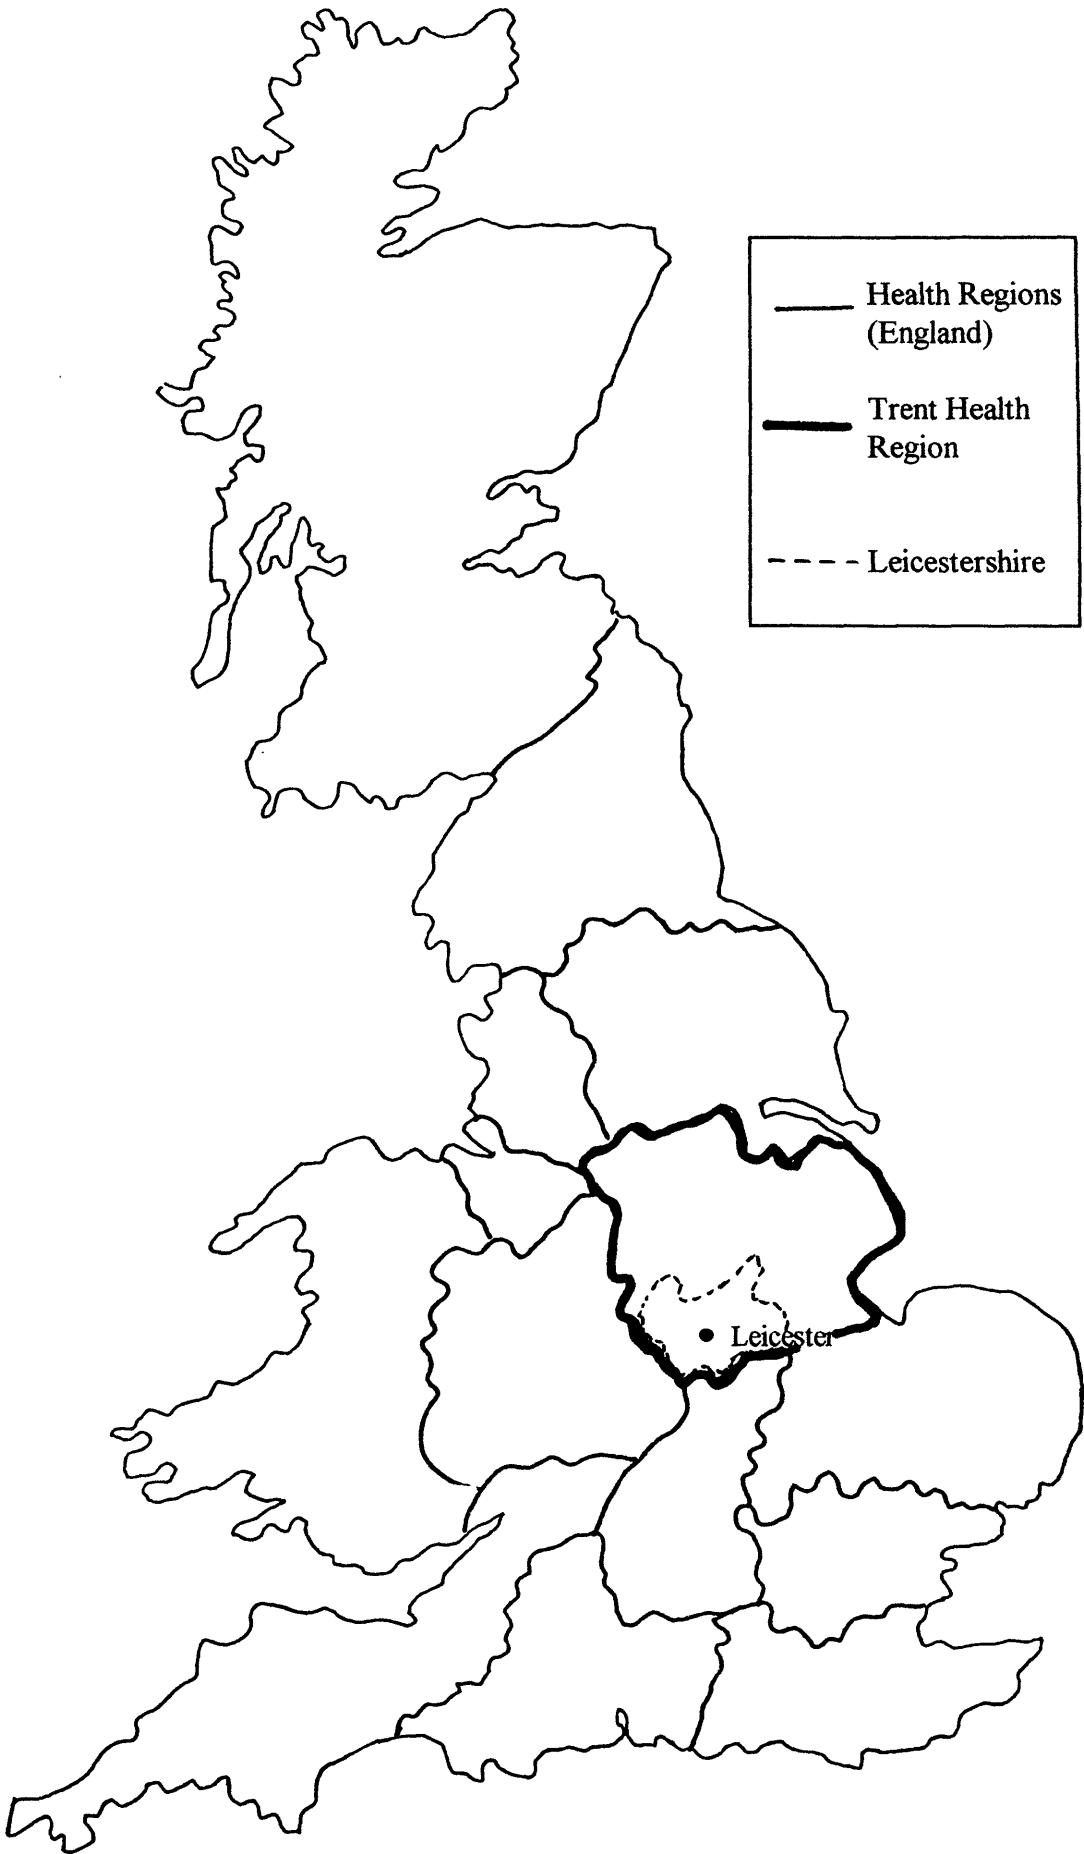 Health Regions
(England)
Trent Health
Region
Leicestershire
Leicester